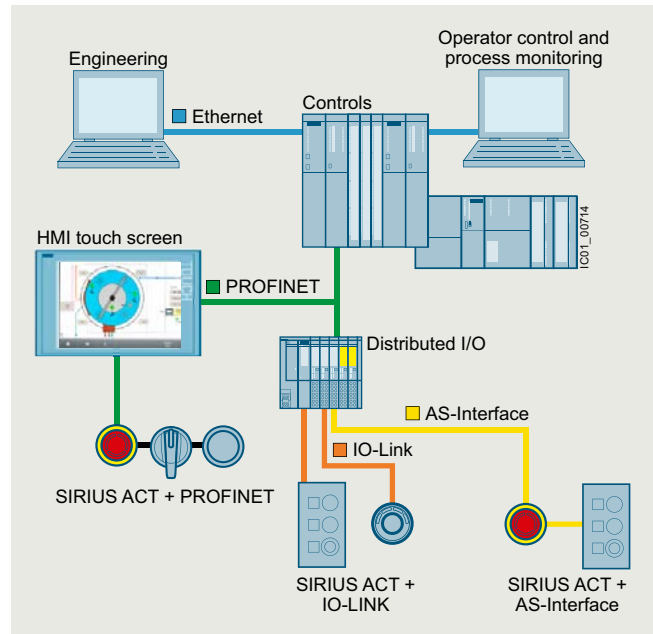 Engineering
Operator control and
process monitoring
Ethernet
Controls
IC01_00714
HMI touch screen
PROFINET
Distributed I/O
AS-Interface
IO-Link
SIRIUS ACT + PROFINET
SIRIUS ACT +
IO-LINK
SIRIUS ACT +
AS-Interface